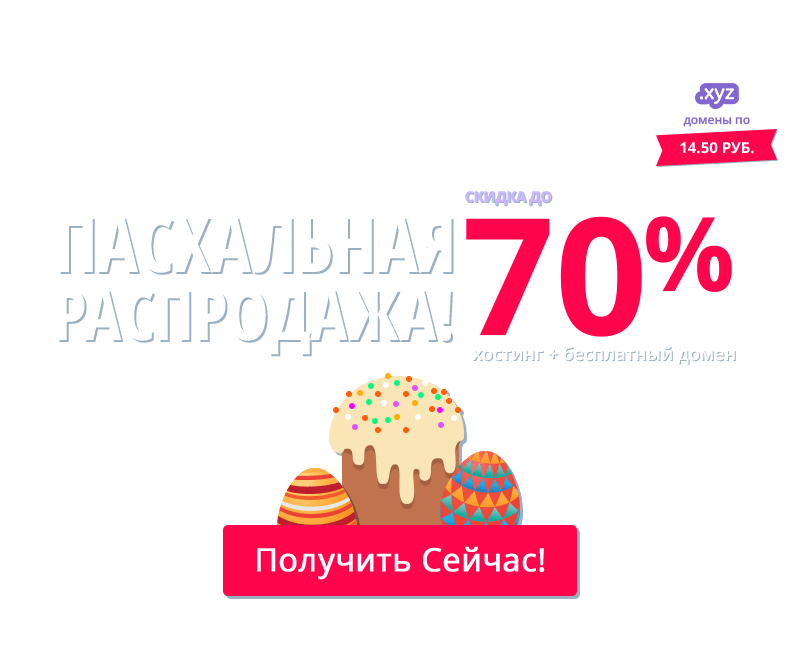 .xyz
домены по
14.50 РУБ.
СКИДКА ДО
ПАСХАЛЬНАЯ
РАСПРОДАЖА!
70%
хостинг + бесплатный домен
Получить Сейчас!